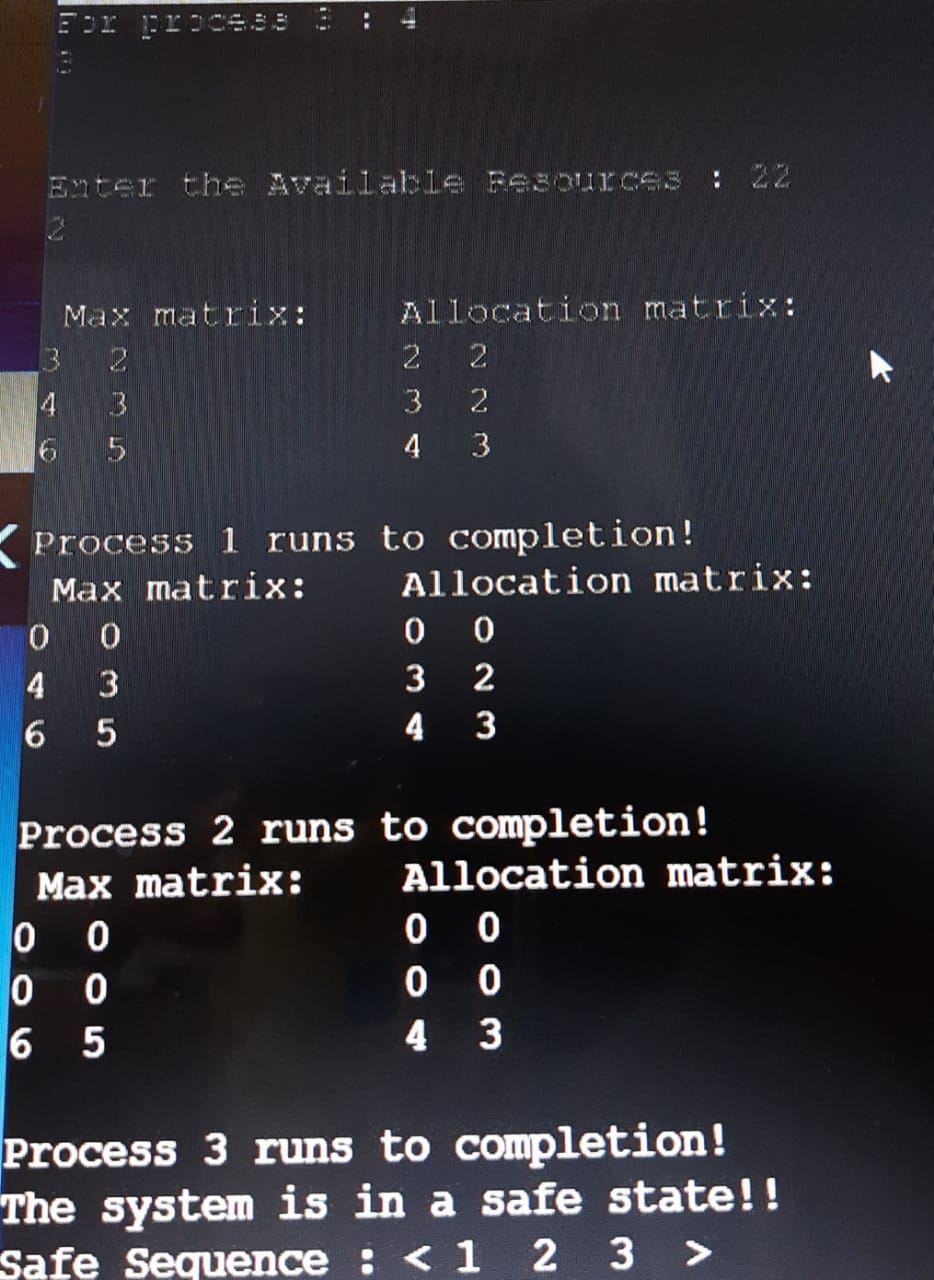 For process 3 : 4
3
Enter the Available Resources : 22
2
Max matrix: Allocation matrix:
3 2 2 2
4 3 3 2
6 5 4 3
Process 1 runs to completion!
Max matrix: Allocation matrix:
0 0 0 0
4 3 3 2
6 5 4 3
Process 2 runs to completion!
Max matrix: Allocation matrix:
0 0 0 0
0 0 0 0
6 5 4 3
Process 3 runs to completion!
The system is in a safe state!!
Safe Sequence : < 1 2 3 >